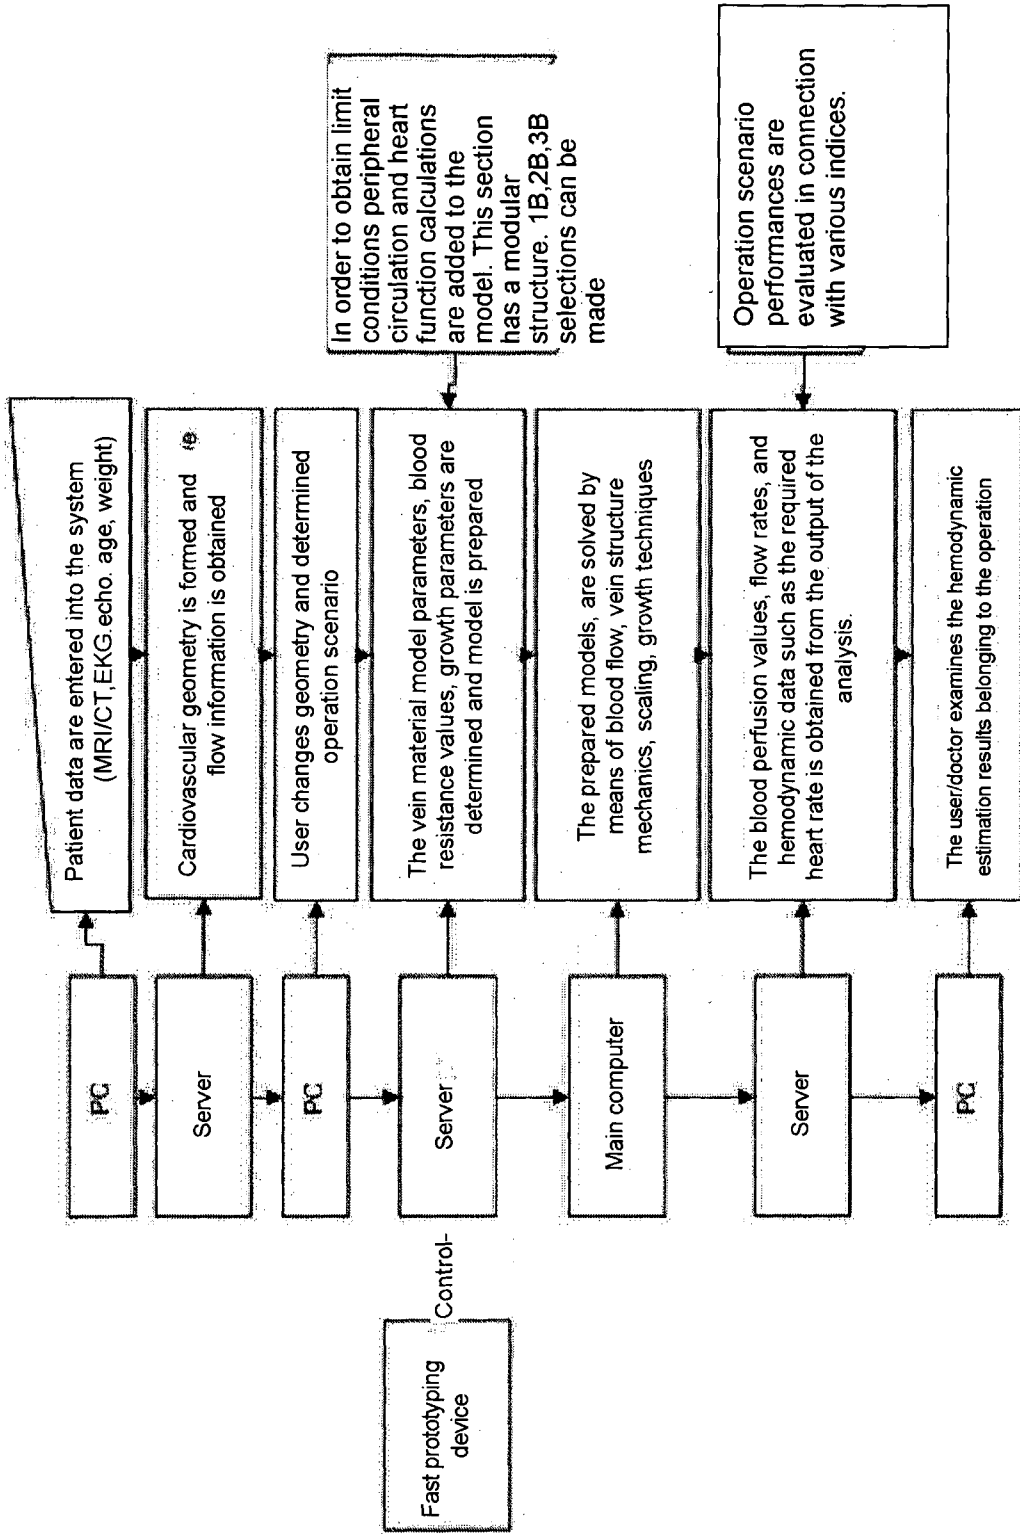 Fast prototyping
device
Control-
PC
Server
PC
Server
Main computer
Server
PC
Patient data are entered into the system
(MRI/CT,EKG.echo. age, weight)
Cardiovascular geometry is formed and
flow information is obtained
User changes geometry and determined
operation scenario
The vein material model parameters, blood
resistance values, growth parameters are
determined and model is prepared
The prepared models, are solved by
means of blood flow, vein structure
mechanics, scaling, growth techniques
The blood perfusion values, flow rates, and
hemodynamic data such as the required
heart rate is obtained from the output of the
analysis.
The user/doctor examines the hemodynamic
estimation results belonging to the operation
In order to obtain limit
conditions peripheral
circulation and heart
function calculations
are added to the
model. This section
has a modular
structure. 1B,2B,3B
selections can be
made
Operation scenario
performances are
evaluated in connection
with various indices.